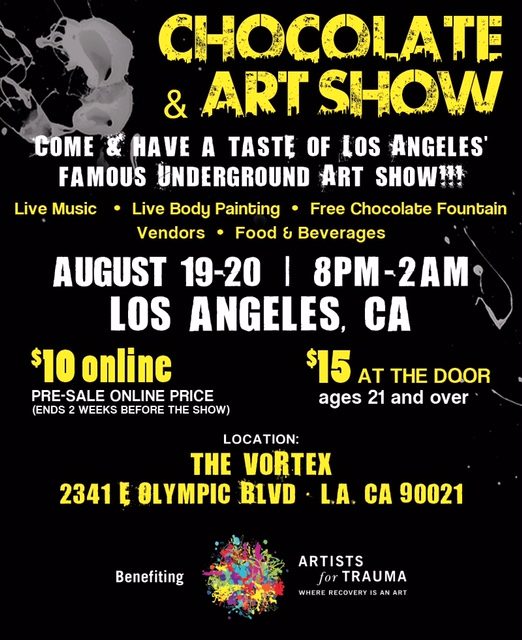 CHOCOLATE
& ART SHOW
COME & HAVE A TASTE OF LOS ANGELES'
FAMOUS UNDERGROUND ART SHOW!!!
Live Music • Live Body Painting • Free Chocolate Fountain
Vendors • Food & Beverages
AUGUST 19-20 | 8PM-2AM
LOS ANGELES, CA
$10 online
PRE-SALE ONLINE PRICE
(ENDS 2 WEEKS BEFORE THE SHOW)
$15 AT THE DOOR
ages 21 and over
LOCATION:
THE VORTEX
2341 E OLYMPIC BLVD · L.A. CA 90021
Benefiting
ARTISTS
for TRAUMA
WHERE RECOVERY IS AN ART